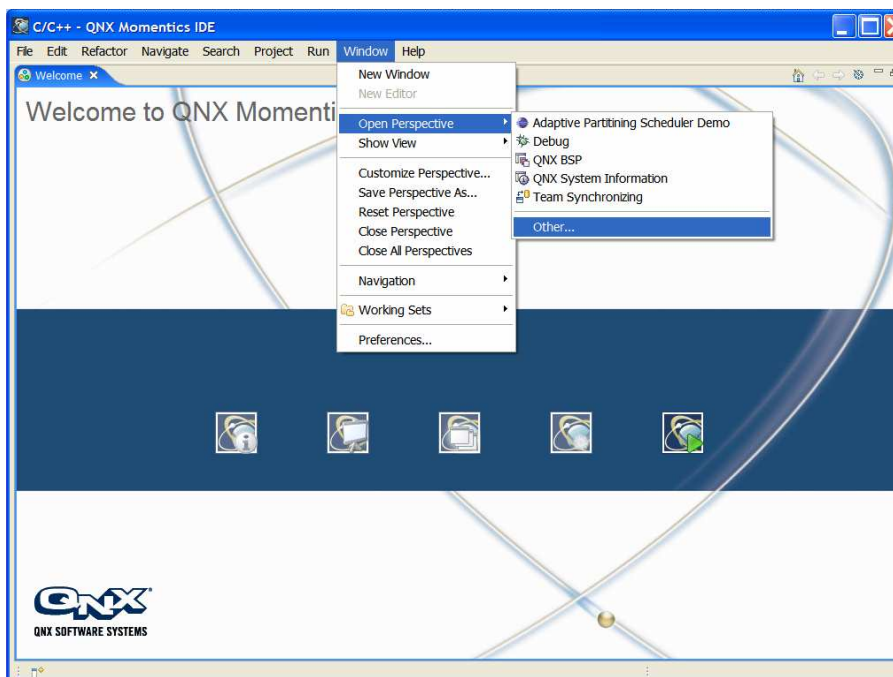 C/C++ - QNX Momentics IDE
File Edit Refactor Navigate Search Project Run Window Help
Welcome
Welcome to QNX Momenti
New Window
New Editor
Open Perspective
Show View
Customize Perspective...
Save Perspective As...
Reset Perspective
Close Perspective
Close All Perspectives
Navigation
Working Sets
Preferences...
Adaptive Partitining Scheduler Demo
Debug
QNX BSP
QNX System Information
Team Synchronizing
Other...
QNX
QNX SOFTWARE SYSTEMS